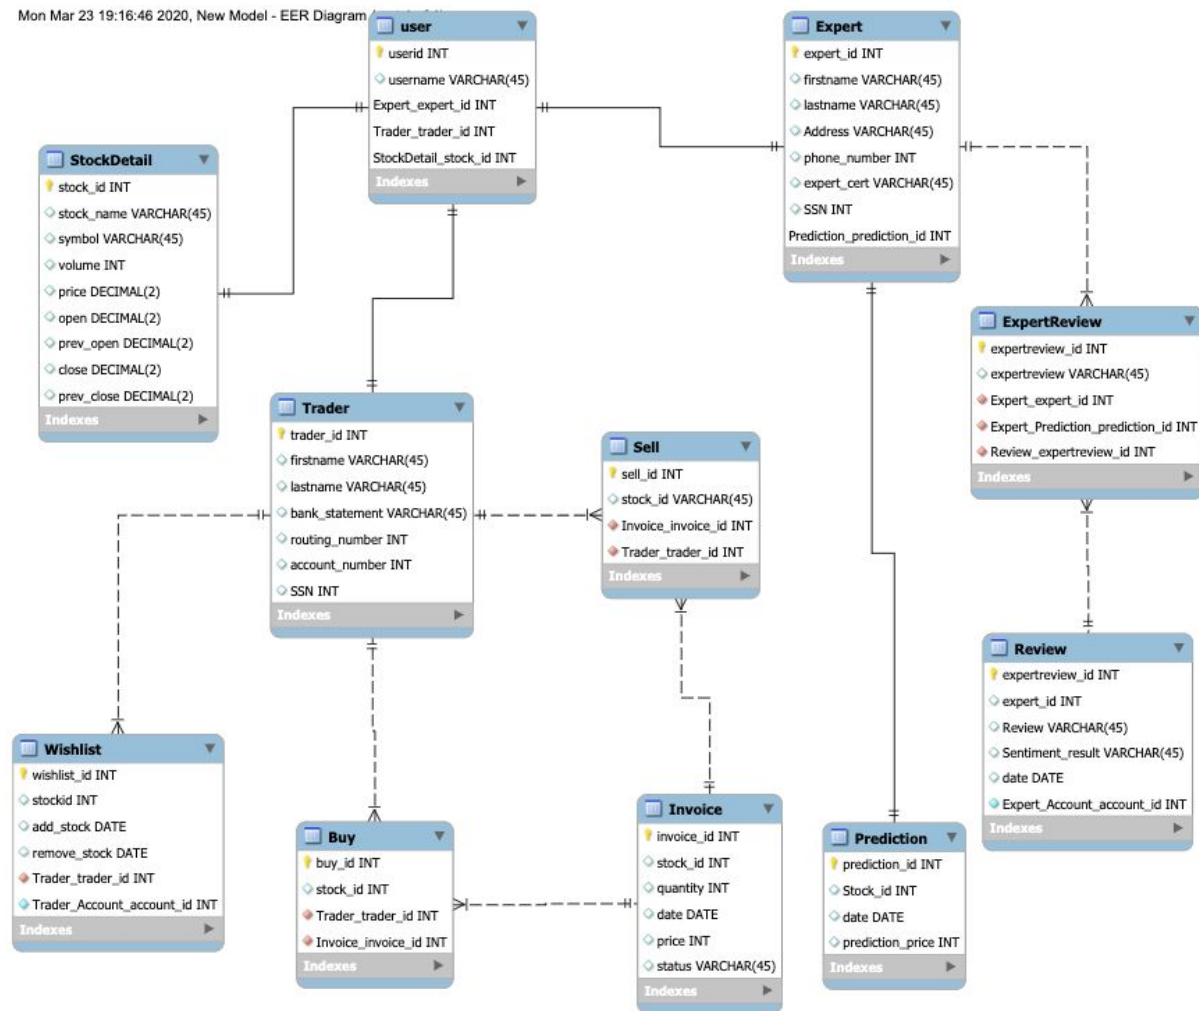 Mon Mar 23 19:16:46 2020, New Model - EER Diagram
user
userid INT
username VARCHAR(45)
Expert_expert_id INT
Trader_trader_id INT
StockDetail_stock_id INT
Indexes
Expert
expert_id INT
firstname VARCHAR(45)
lastname VARCHAR(45)
Address VARCHAR(45)
phone_number INT
expert_cert VARCHAR(45)
SSN INT
Prediction_prediction_id INT
Indexes
StockDetail
stock_id INT
stock_name VARCHAR(45)
symbol VARCHAR(45)
volume INT
price DECIMAL(2)
open DECIMAL(2)
prev_open DECIMAL(2)
close DECIMAL(2)
prev_close DECIMAL(2)
Indexes
ExpertReview
expertreview_id INT
expertreview VARCHAR(45)
Expert_expert_id INT
Expert_Prediction_prediction_id INT
Review_expertreview_id INT
Indexes
Trader
trader_id INT
firstname VARCHAR(45)
lastname VARCHAR(45)
bank_statement VARCHAR(45)
routing_number INT
account_number INT
SSN INT
Indexes
Sell
sell_id INT
stock_id VARCHAR(45)
Invoice_invoice_id INT
Trader_trader_id INT
Indexes
Review
expertreview_id INT
expert_id INT
Review VARCHAR(45)
Sentiment_result VARCHAR(45)
date DATE
Expert_Account_account_id INT
Indexes
Wishlist
wishlist_id INT
stockid INT
add_stock DATE
remove_stock DATE
Trader_trader_id INT
Trader_Account_account_id INT
Indexes
Buy
buy_id INT
stock_id INT
Trader_trader_id INT
Invoice_invoice_id INT
Indexes
Invoice
invoice_id INT
stock_id INT
quantity INT
date DATE
price INT
status VARCHAR(45)
Indexes
Prediction
prediction_id INT
Stock_id INT
date DATE
prediction_price INT
Indexes